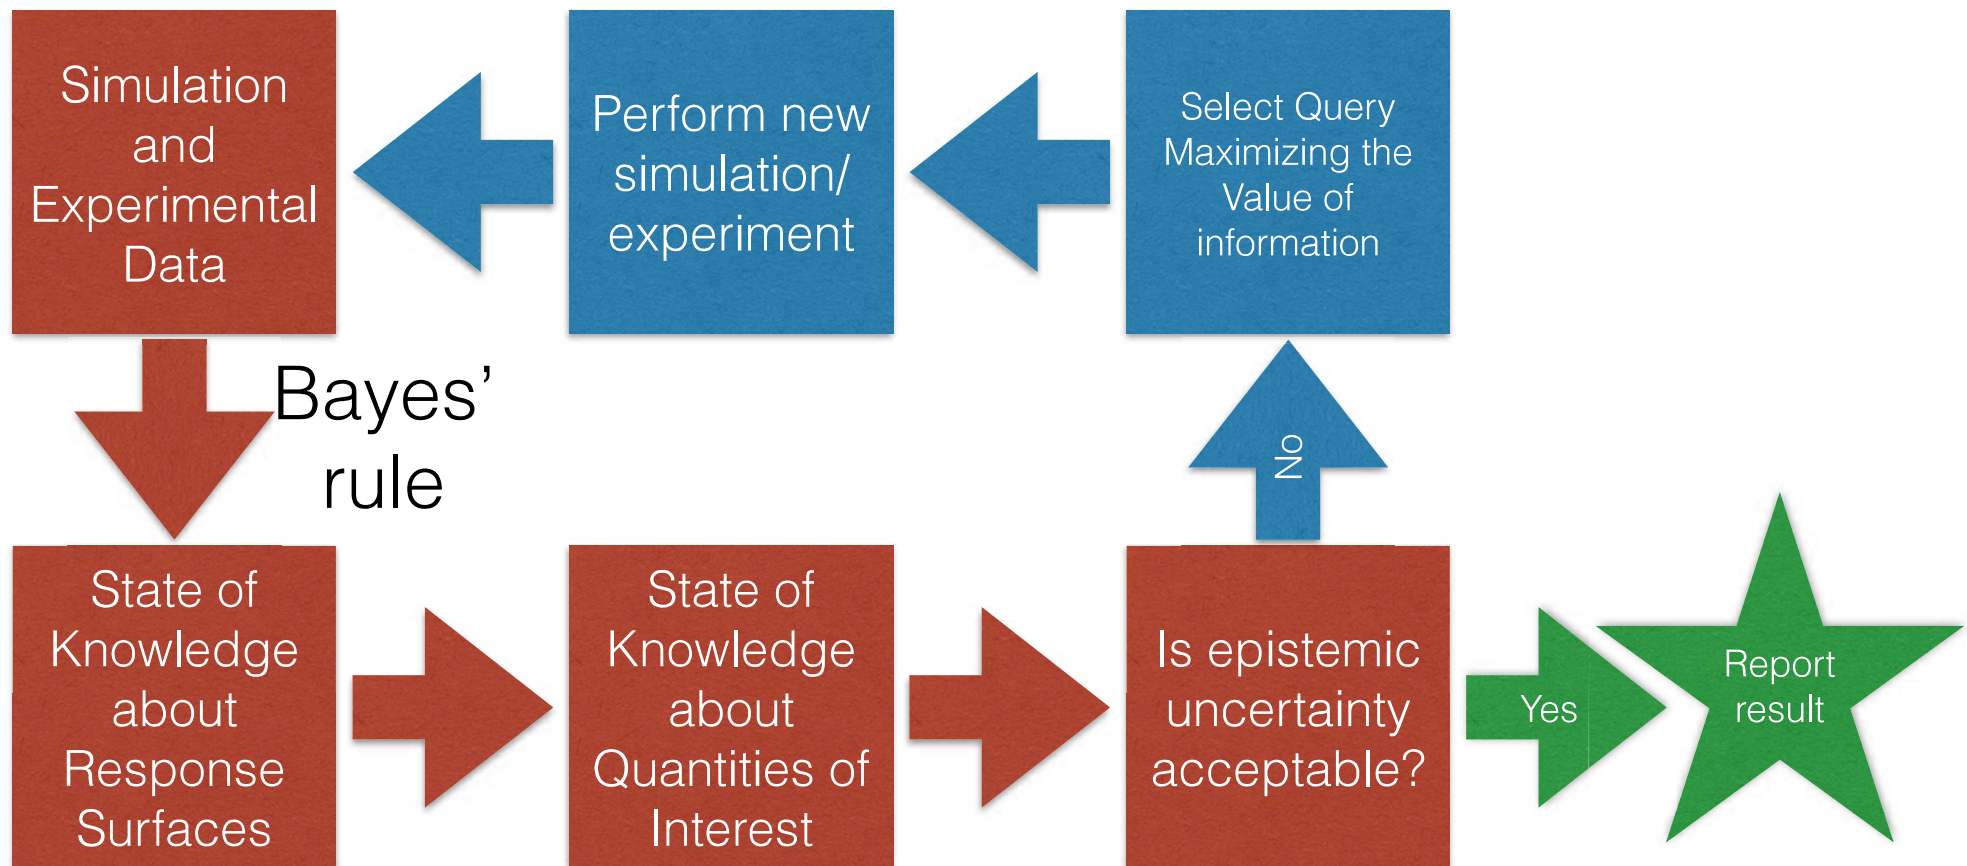 Simulation
and
Experimental
Data
Perform new
simulation/
experiment
Select Query
Maximizing the
Value of
information
Bayes’
rule
No
State of
Knowledge
about
Response
Surfaces
State of
Knowledge
about
Quantities of
Interest
Is epistemic
uncertainty
acceptable?
Yes
Report
result